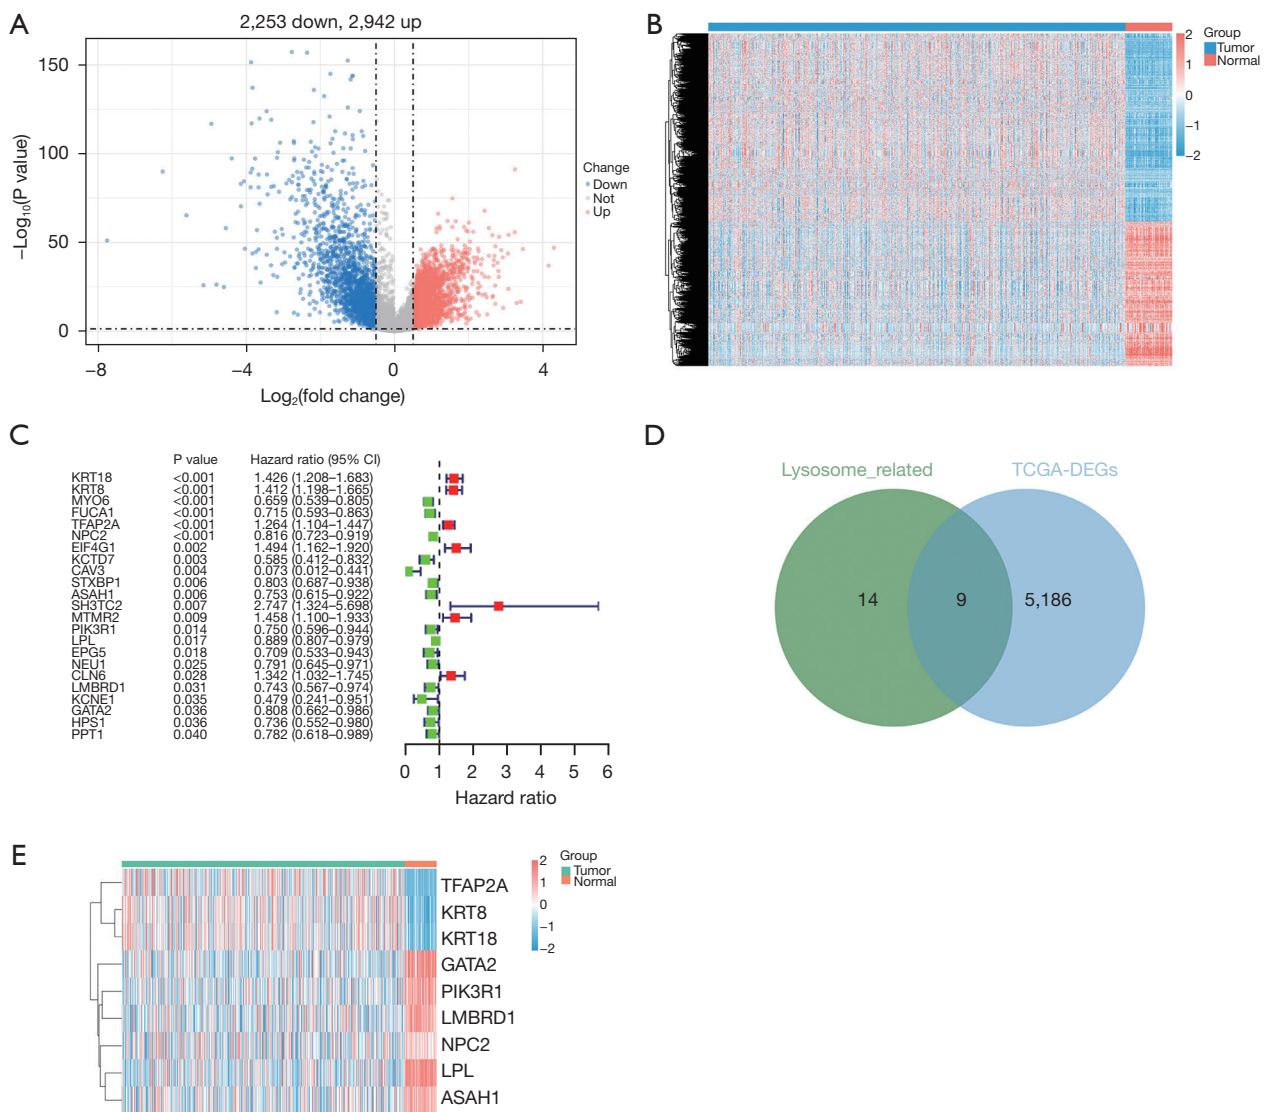 A
2,253 down, 2,942 up
150
100
50
0
−8
−4
0
4
−Log10(P value)
Log2(fold change)
Change
Down
Not
Up
B
2
1
0
−1
−2
Group
Tumor
Normal
C
P value Hazard ratio (95% CI)
KRT18 <0.001 1.426 (1.208−1.683)
KRT8 <0.001 1.412 (1.198−1.665)
MYO6 <0.001 0.659 (0.539−0.805)
FUCA1 <0.001 0.715 (0.593−0.863)
TFAP2A <0.001 1.264 (1.104−1.447)
NPC2 <0.001 0.816 (0.723−0.919)
EIF4G1 0.002 1.494 (1.162−1.920)
KCTD7 0.003 0.585 (0.412−0.832)
CAV3 0.004 0.073 (0.012−0.441)
STXBP1 0.006 0.803 (0.687−0.938)
ASAH1 0.006 0.753 (0.615−0.922)
SH3TC2 0.007 2.747 (1.324−5.698)
MTMR2 0.009 1.458 (1.100−1.933)
PIK3R1 0.014 0.750 (0.596−0.944)
LPL 0.017 0.889 (0.807−0.979)
EPG5 0.018 0.709 (0.533−0.943)
NEU1 0.025 0.791 (0.645−0.971)
CLN6 0.028 1.342 (1.032−1.745)
LMBRD1 0.031 0.743 (0.567−0.974)
KCNE1 0.035 0.479 (0.241−0.951)
GATA2 0.036 0.808 (0.662−0.986)
HPS1 0.036 0.736 (0.552−0.980)
PPT1 0.040 0.782 (0.618−0.989)
0 1 2 3 4 5 6
Hazard ratio
D
Lysosome_related
TCGA-DEGs
14
9
5,186
E
TFAP2A
KRT8
KRT18
GATA2
PIK3R1
LMBRD1
NPC2
LPL
ASAH1
2
1
0
−1
−2
Group
Tumor
Normal